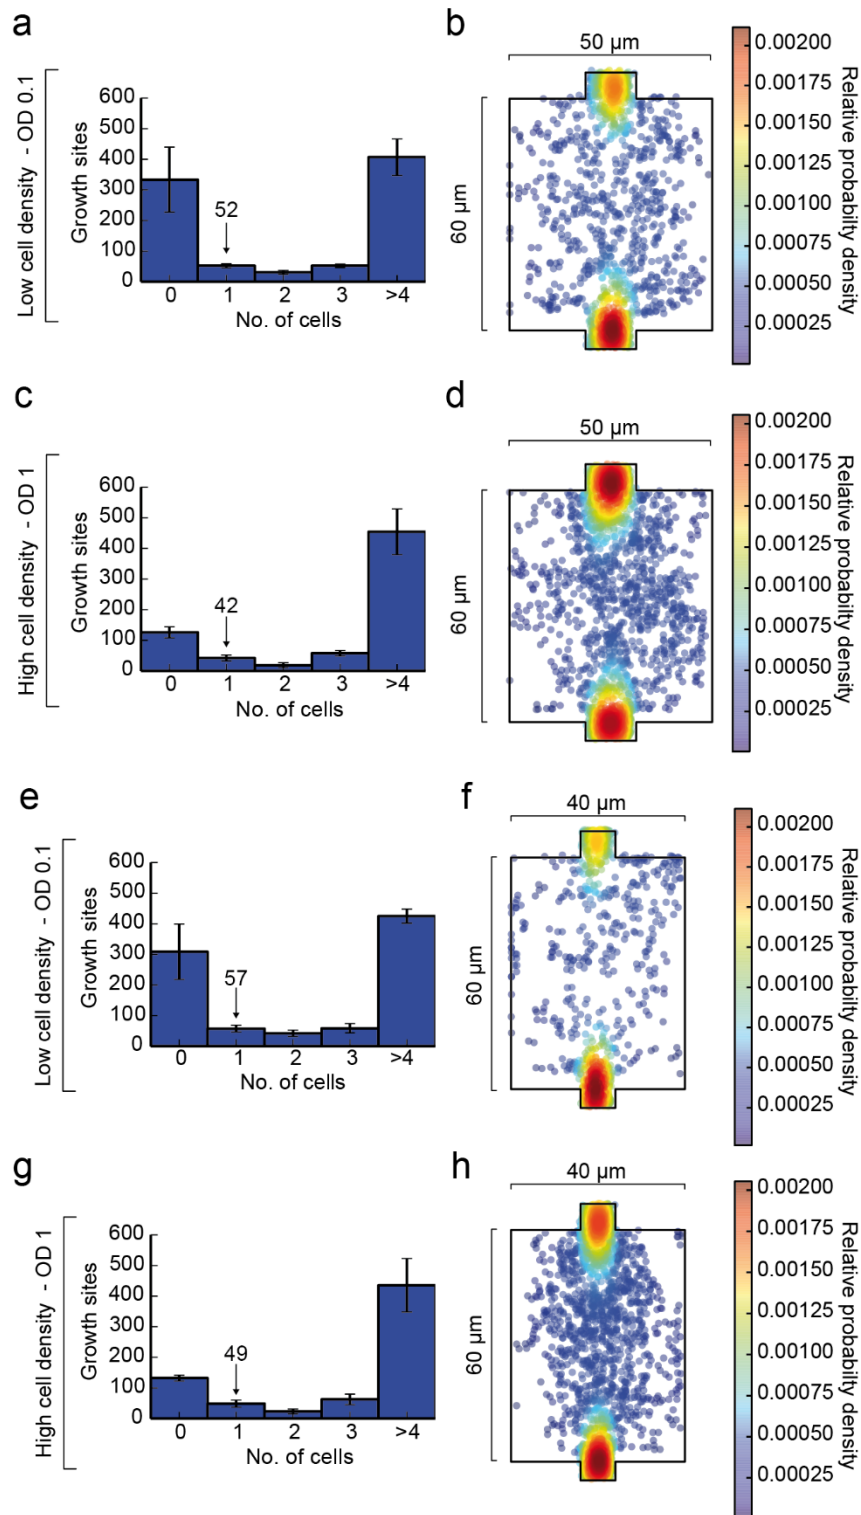 a
Low cell density - OD 0.1
Growth sites
600
500
400
300
200
100
0
52
0 1 2 3 >4
No. of cells
b
50 µm
60 µm
0.00200
0.00175
0.00150
0.00125
0.00100
0.00075
0.00050
0.00025
Relative probabilty density
c
High cell density - OD 1
Growth sites
600
500
400
300
200
100
0
42
0 1 2 3 >4
No. of cells
d
50 µm
60 µm
0.00200
0.00175
0.00150
0.00125
0.00100
0.00075
0.00050
0.00025
Relative probability density
e
Low cell density - OD 0.1
Growth sites
600
500
400
300
200
100
0
57
0 1 2 3 >4
No. of cells
f
40 µm
60 µm
0.00200
0.00175
0.00150
0.00125
0.00100
0.00075
0.00050
0.00025
Relative probability density
g
High cell density - OD 1
Growth sites
600
500
400
300
200
100
0
49
0 1 2 3 >4
No. of cells
h
40 µm
60 µm
0.00200
0.00175
0.00150
0.00125
0.00100
0.00075
0.00050
0.00025
Relative probability density